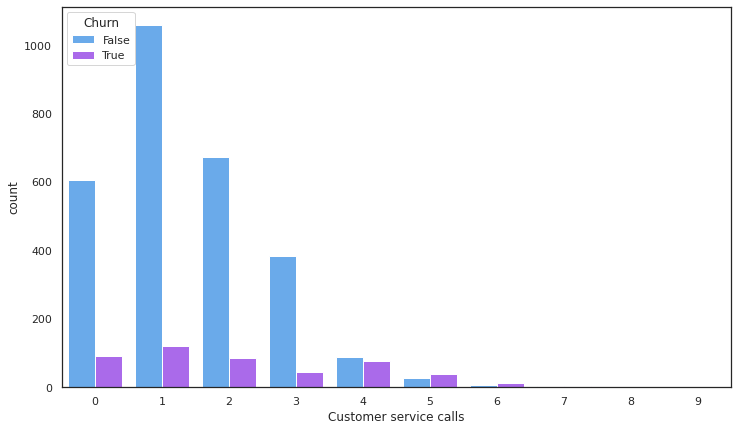 Churn
False
True
1000
800
600
400
200
0
count
0 1 2 3 4 5 6 7 8 9
Customer service calls